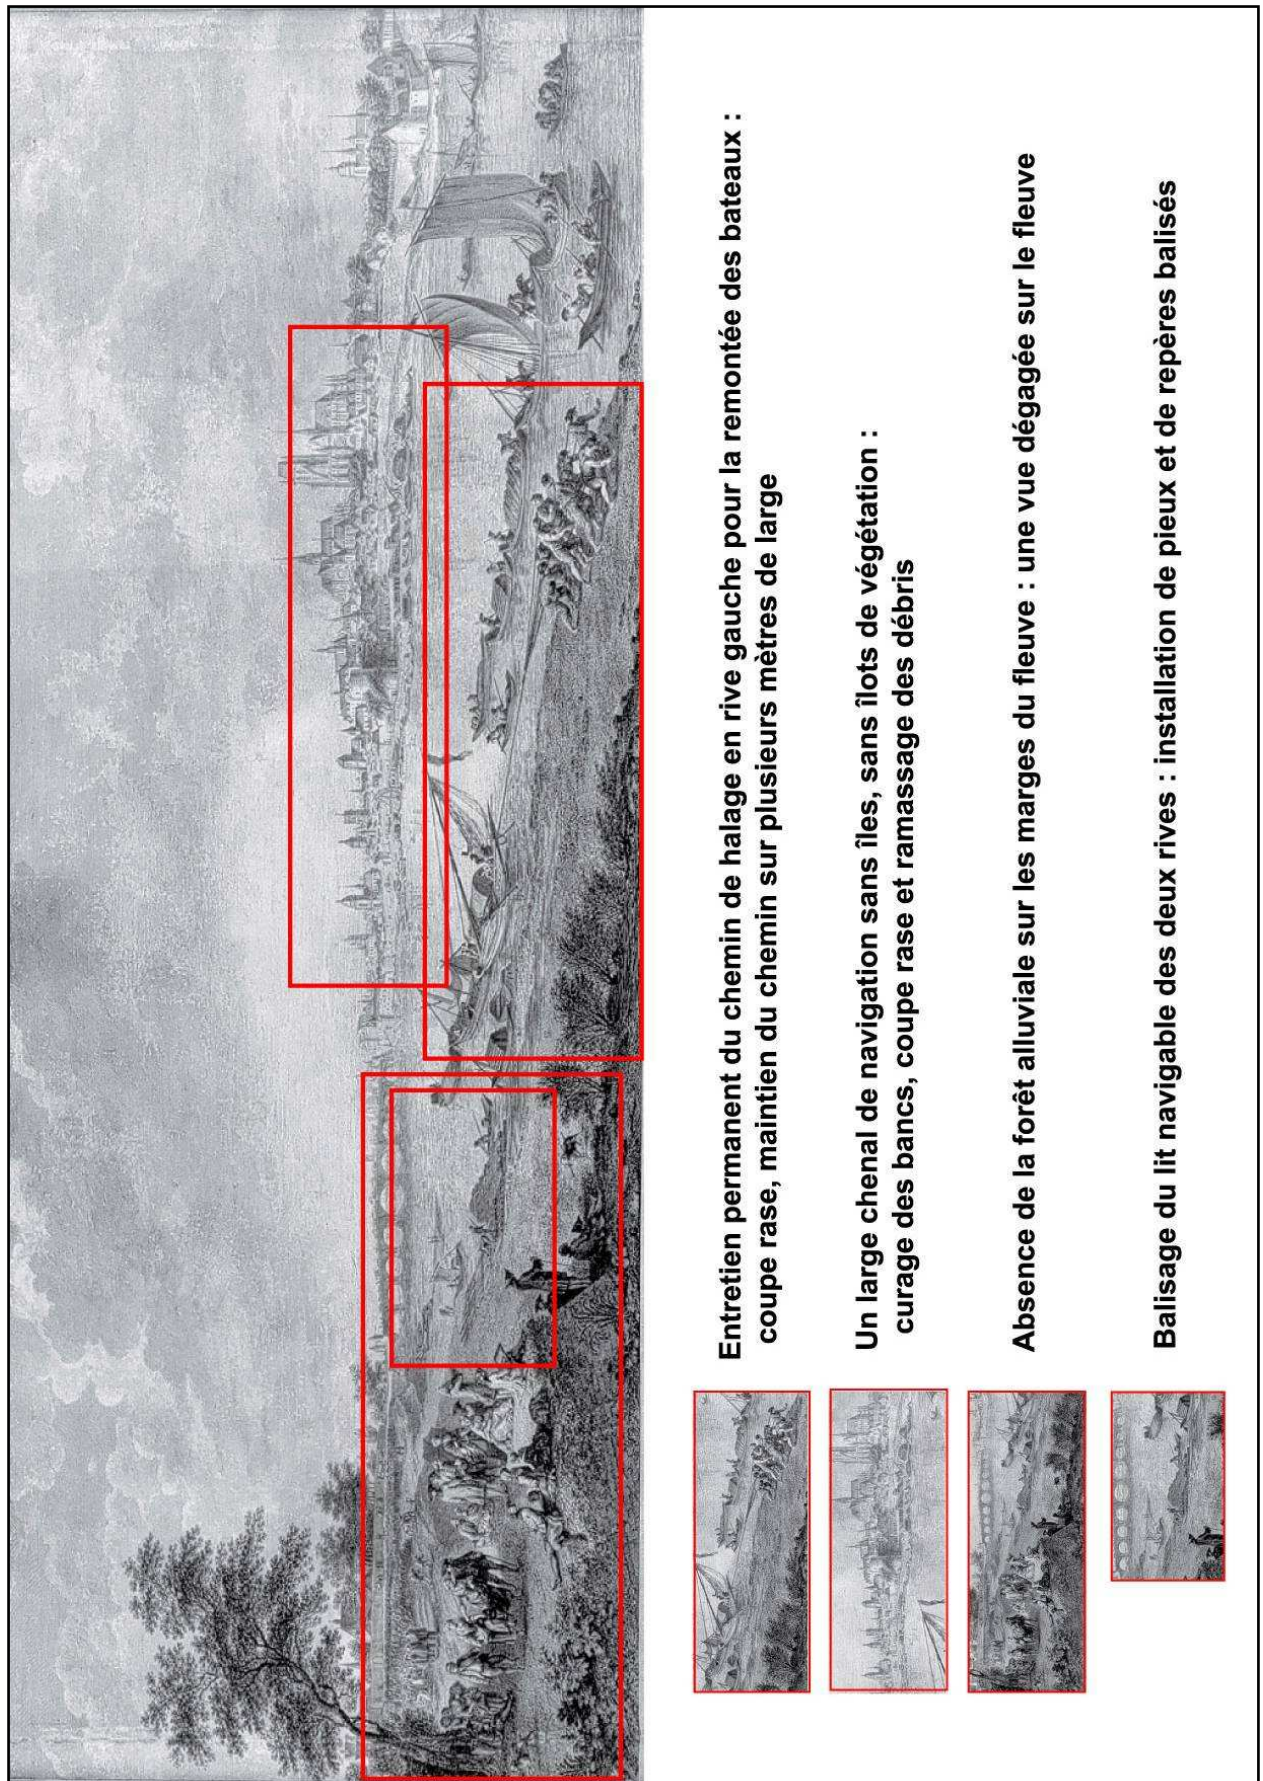 Entretien permanent du chemin de halage en rive gauche pour la remontée des bateaux :
coupe rase, maintien du chemin sur plusieurs mètres de large
Un large chenal de navigation sans îles, sans îlots de végétation :
curage des bancs, coupe rase et ramassage des débris
Absence de la forêt alluviale sur les marges du fleuve : une vue dégagée sur le fleuve
Balisage du lit navigable des deux rives : installation de pieux et de repères balisés